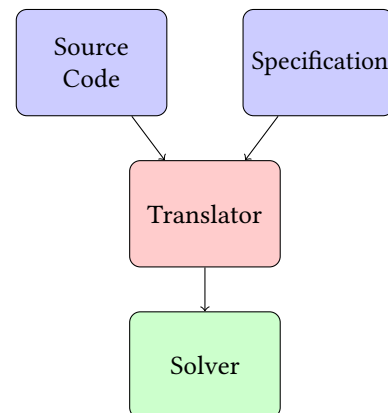 Source
Code
Specification
Translator
Solver